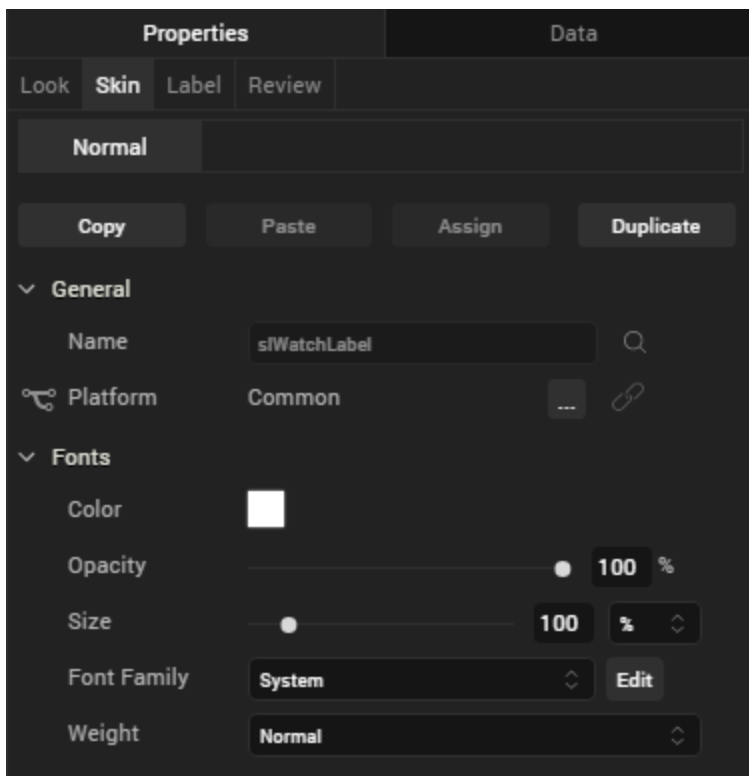 Properties Data
Look Skin Label Review
Normal
Copy Paste Assign Duplicate
General
Name slWatchLabel
Platform Common ...
Fonts
Color
Opacity 100 %
Size 100 %
Font Family System Edit
Weight Normal